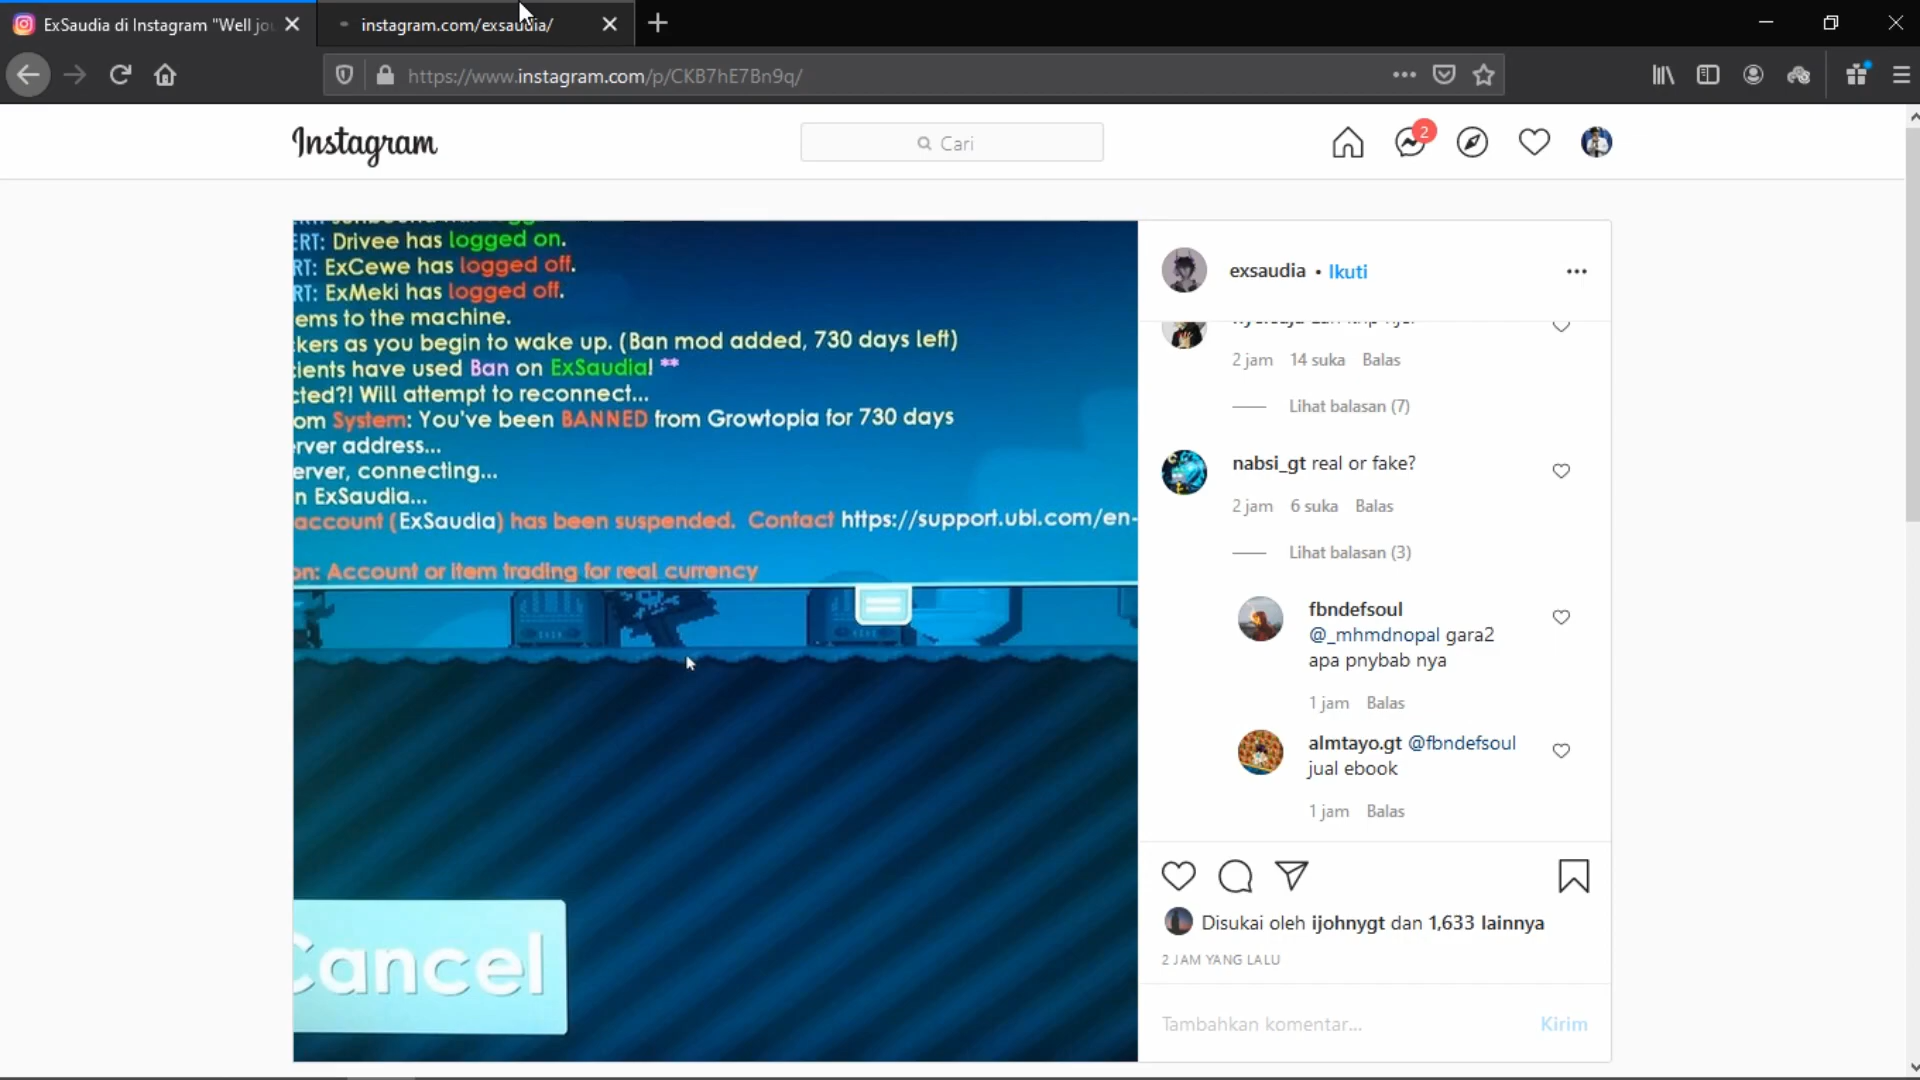 ExSaudia di Instagram "Well jou
instagram.com/exsaudia/
https://www.instagram.com/p/CKB7hE7Bn9q/
Instagram
Cari
2
ERT: Drivee has logged on.
RT: ExCewe has logged off.
RT: ExMeki has logged off.
ems to the machine.
kers as you begin to wake up. (Ban mod added, 730 days left)
cients have used Ban on ExSaudia! **
cted?! Will attempt to reconnect...
om System: You've been BANNED from Growtopia for 730 days
rver address...
erver, connecting...
n ExSaudia...
account (ExSaudia) has been suspended. Contact https://support.ubi.com/en-
on: Account or item trading for real currency
Cancel
exsaudia • Ikuti
2 jam 14 suka Balas
Lihat balasan (7)
nabsi_gt real or fake?
2 jam 6 suka Balas
Lihat balasan (3)
fbndefsoul
@_mhmdnopal gara2
apa pnybab nya
1 jam Balas
almtayo.gt @fbndefsoul
jual ebook
1 jam Balas
Disukai oleh ijohnygt dan 1,633 lainnya
2 JAM YANG LALU
Tambahkan komentar...
Kirim